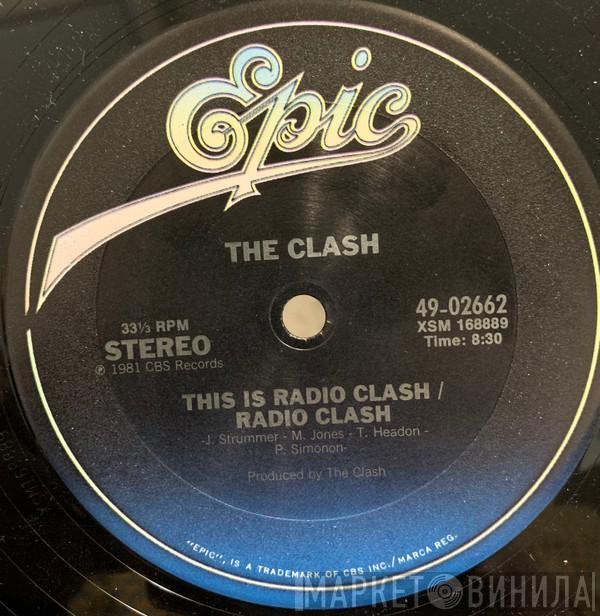 Epic
THE CLASH
33⅓ RPM
STEREO
℗ 1981 CBS Records
49-02662
XSM 168889
Time: 8:30
THIS IS RADIO CLASH /
RADIO CLASH
-J. Strummer - M. Jones - T. Headon -
P. Simonon-
Produced by The Clash
"EPIC", IS A TRADEMARK OF CBS INC./MARCA REG.
МАРКЕТ ВИНИЛА